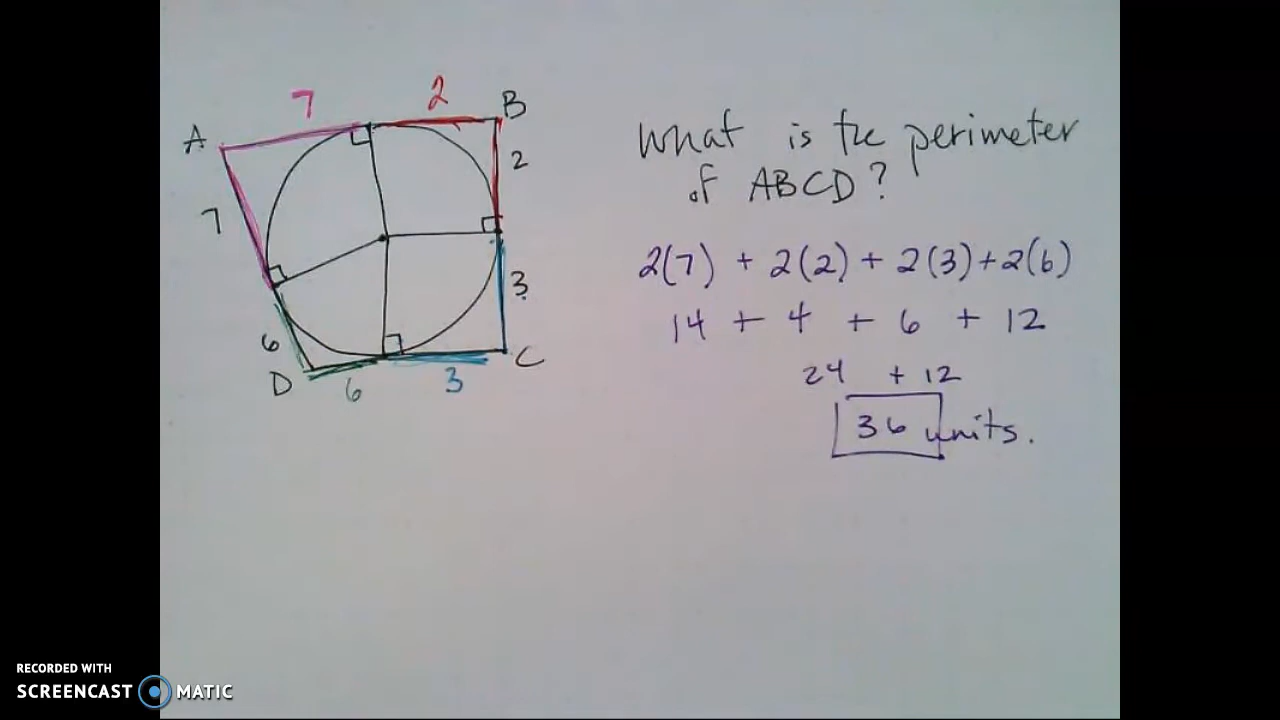 7 2 B
A
2
7
3
6
C
D 6 3
What is the perimeter
of ABCD?
2(7) + 2(2) + 2(3) + 2(6)
14 + 4 + 6 + 12
24 + 12
36 units.
RECORDED WITH
SCREENCAST MATIC